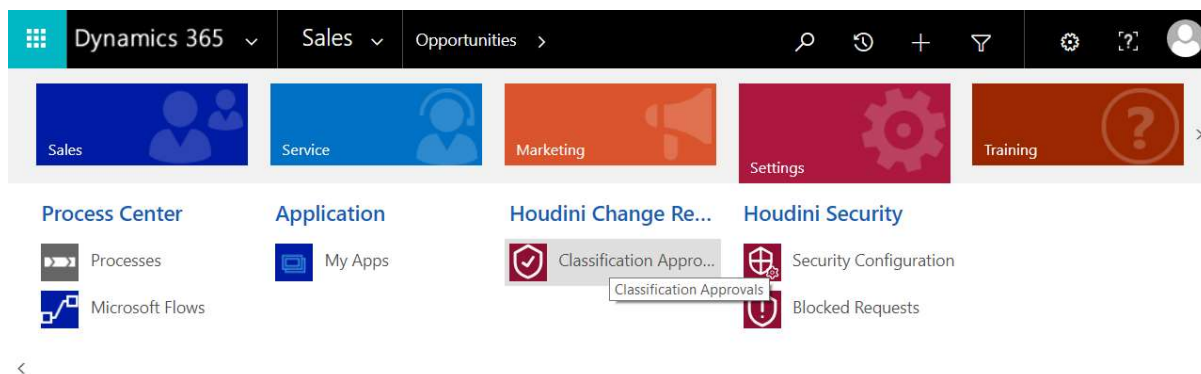 Dynamics 365 Sales Opportunities
Sales Service Marketing Settings Training
Process Center Application Houdini Change Re... Houdini Security
Processes My Apps Classification Appro... Security Configuration
Classification Approvals
Microsoft Flows Blocked Requests